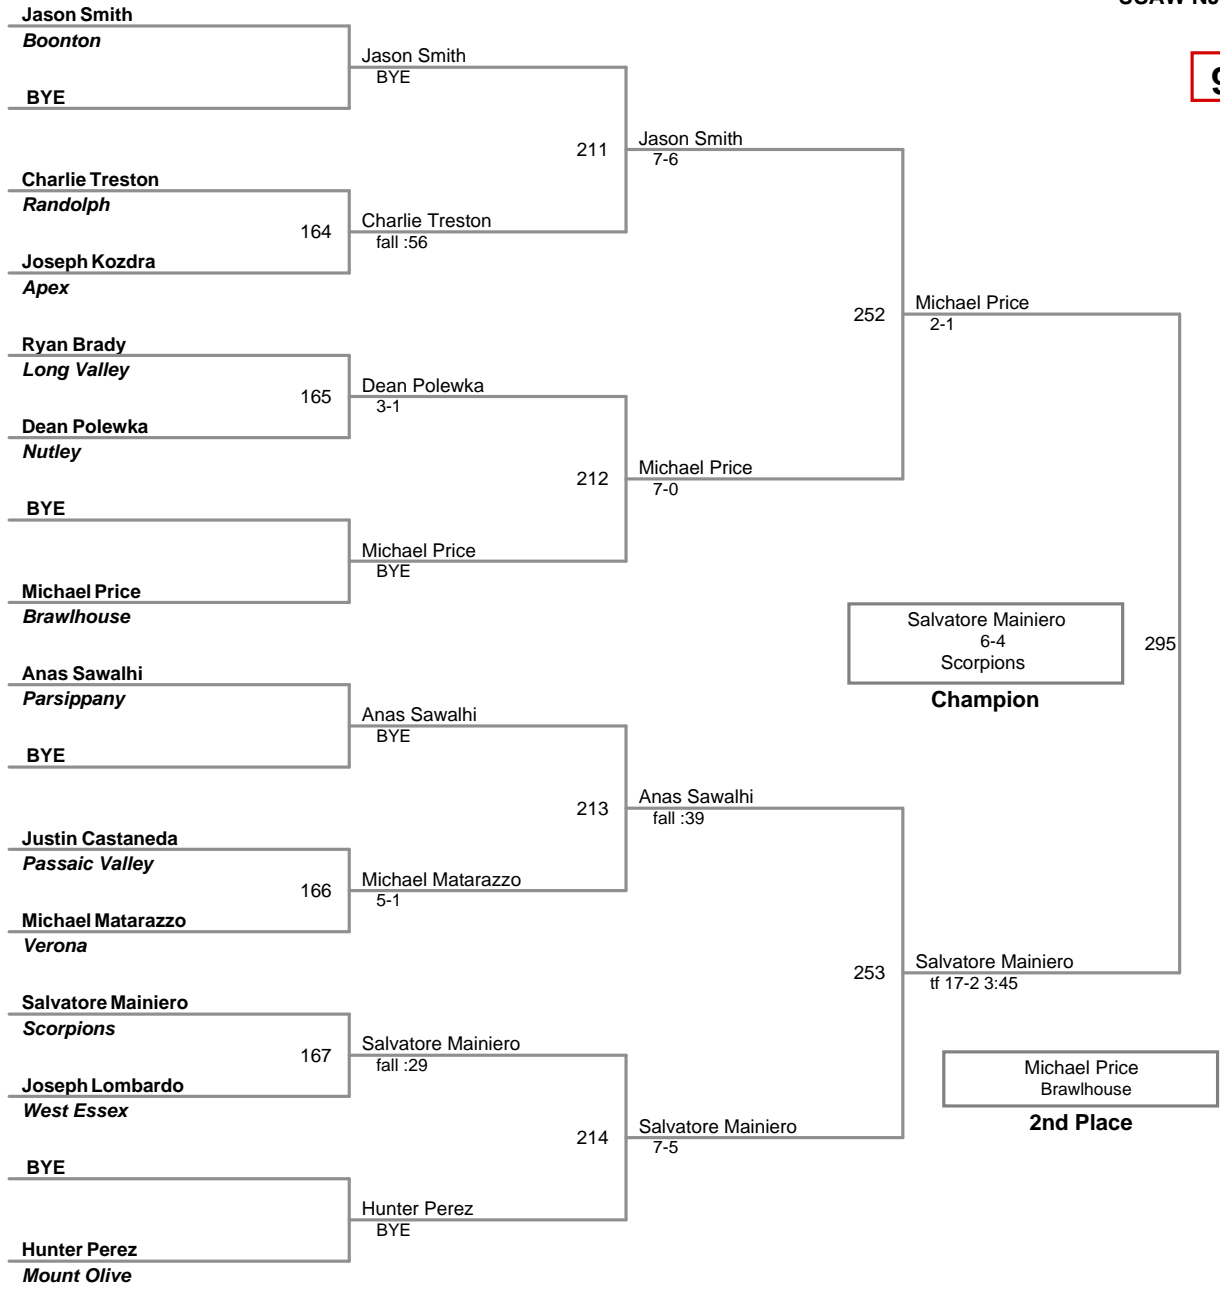 Jason Smith
Boonton
BYE
Charlie Treston
Randolph
Joseph Kozdra
Apex
Ryan Brady
Long Valley
Dean Polewka
Nutley
BYE
Michael Price
Brawlhouse
Anas Sawalhi
Parsippany
BYE
Justin Castaneda
Passaic Valley
Michael Matarazzo
Verona
Salvatore Mainiero
Scorpions
Joseph Lombardo
West Essex
BYE
Hunter Perez
Mount Olive
164
165
166
167
Jason Smith
BYE
Charlie Treston
fall :56
Dean Polewka
3-1
Michael Price
BYE
Anas Sawalhi
BYE
Michael Matarazzo
5-1
Salvatore Mainiero
fall :29
Hunter Perez
BYE
211
212
213
214
Jason Smith
7-6
Michael Price
7-0
Anas Sawalhi
fall :39
Salvatore Mainiero
7-5
252
253
Michael Price
2-1
Salvatore Mainiero
tf 17-2 3:45
295
Salvatore Mainiero
6-4
Scorpions
Champion
Michael Price
Brawlhouse
2nd Place